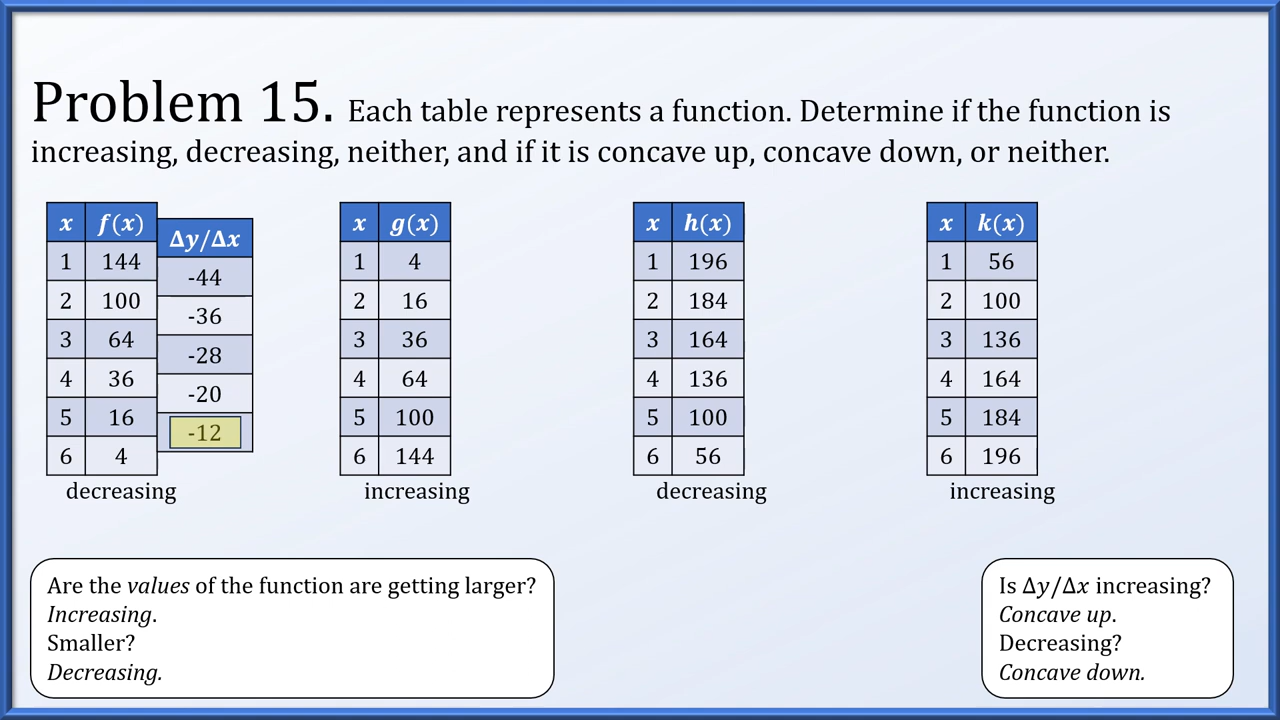 Problem 15. Each table represents a function. Determine if the function is
increasing, decreasing, neither, and if it is concave up, concave down, or neither.
x f(x)
1 144
2 100
3 64
4 36
5 16
6 4
Δy/Δx
-44
-36
-28
-20
-12
decreasing
x g(x)
1 4
2 16
3 36
4 64
5 100
6 144
increasing
x h(x)
1 196
2 184
3 164
4 136
5 100
6 56
decreasing
x k(x)
1 56
2 100
3 136
4 164
5 184
6 196
increasing
Are the values of the function are getting larger?
Increasing.
Smaller?
Decreasing.
Is Δy/Δx increasing?
Concave up.
Decreasing?
Concave down.